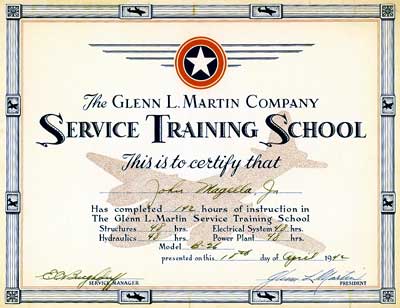 The GLENN L. MARTIN COMPANY
SERVICE TRAINING SCHOOL
This is to certify that
John Magella, Jr.
Has completed 192 hours of instruction in
The Glenn L. Martin Service Training School
Structures 48 hrs. Electrical System 48 hrs.
Hydraulics 48 hrs. Power Plant 48 hrs.
Model B-26
presented on this 18th day of April 1942
SERVICE MANAGER
Glenn L Martin
PRESIDENT